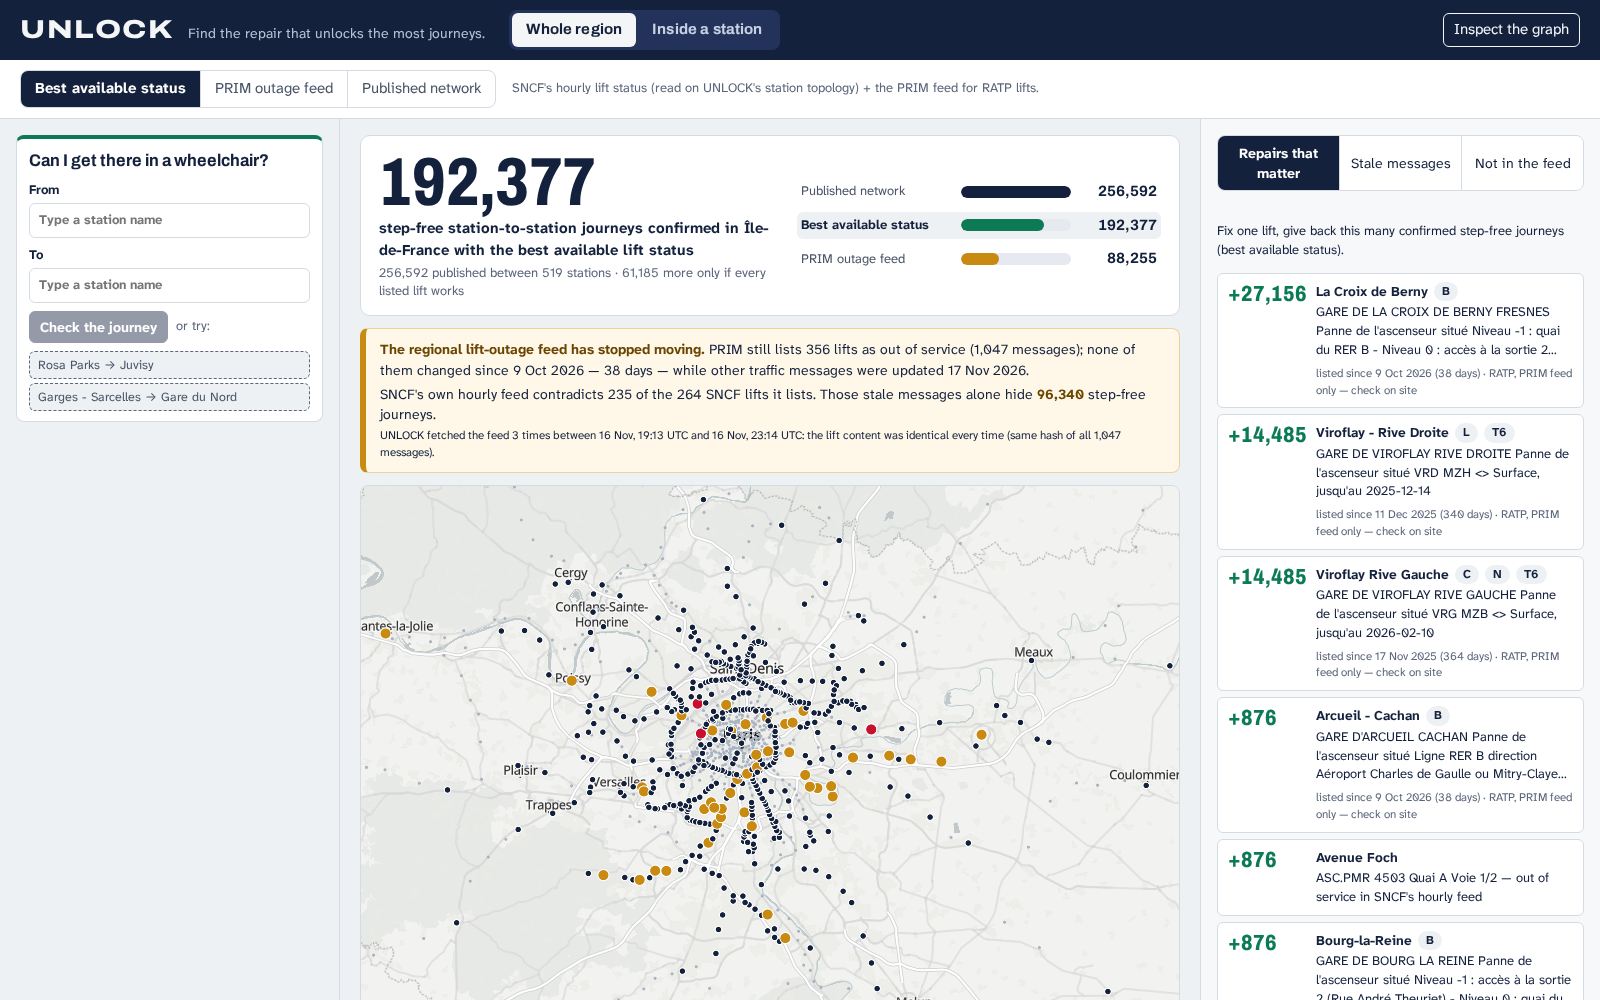 UNLOCK
Find the repair that unlocks the most journeys.
Whole region
Inside a station
Inspect the graph
Best available status
PRIM outage feed
Published network
SNCF's hourly lift status (read on UNLOCK's station topology) + the PRIM feed for RATP lifts.
Can I get there in a wheelchair?
From
Type a station name
To
Type a station name
Check the journey
or try:
Rosa Parks → Juvisy
Garges - Sarcelles → Gare du Nord
192,377
step-free station-to-station journeys confirmed in Île-
de-France with the best available lift status
256,592 published between 519 stations · 61,185 more only if every
listed lift works
Published network 256,592
Best available status 192,377
PRIM outage feed 88,255
The regional lift-outage feed has stopped moving. PRIM still lists 356 lifts as out of service (1,047 messages); none of
them changed since 9 Oct 2026 — 38 days — while other traffic messages were updated 17 Nov 2026.
SNCF's own hourly feed contradicts 235 of the 264 SNCF lifts it lists. Those stale messages alone hide 96,340 step-free
journeys.
UNLOCK fetched the feed 3 times between 16 Nov, 19:13 UTC and 16 Nov, 23:14 UTC: the lift content was identical every time (same hash of all 1,047
messages).
Cergy
Conflans-Sainte-
Honorine
antes-la-Jolie
Meaux
Poissy
Plaisir
Versailles
Trappes
Coulommier
Repairs that
matter
Stale messages
Not in the feed
Fix one lift, give back this many confirmed step-free journeys
(best available status).
+27,156
La Croix de Berny B
GARE DE LA CROIX DE BERNY FRESNES
Panne de l'ascenseur situé Niveau -1 : quai
du RER B - Niveau 0 : accès à la sortie 2...
listed since 9 Oct 2026 (38 days) · RATP, PRIM feed
only — check on site
+14,485
Viroflay - Rive Droite L T6
GARE DE VIROFLAY RIVE DROITE Panne de
l'ascenseur situé VRD MZH <> Surface,
jusqu'au 2025-12-14
listed since 11 Dec 2025 (340 days) · RATP, PRIM
feed only — check on site
+14,485
Viroflay Rive Gauche C N T6
GARE DE VIROFLAY RIVE GAUCHE Panne
de l'ascenseur situé VRG MZB <> Surface,
jusqu'au 2026-02-10
listed since 17 Nov 2025 (364 days) · RATP, PRIM
feed only — check on site
+876
Arcueil - Cachan B
GARE D'ARCUEIL CACHAN Panne de
l'ascenseur situé Ligne RER B direction
Aéroport Charles de Gaulle ou Mitry-Claye...
listed since 9 Oct 2026 (38 days) · RATP, PRIM feed
only — check on site
+876
Avenue Foch
ASC.PMR 4503 Quai A Voie 1/2 — out of
service in SNCF's hourly feed
+876
Bourg-la-Reine B
GARE DE BOURG LA REINE Panne de
l'ascenseur situé Niveau -1 : accès à la sortie
2 (Rue André Theuriet) - Niveau 0 : quai du